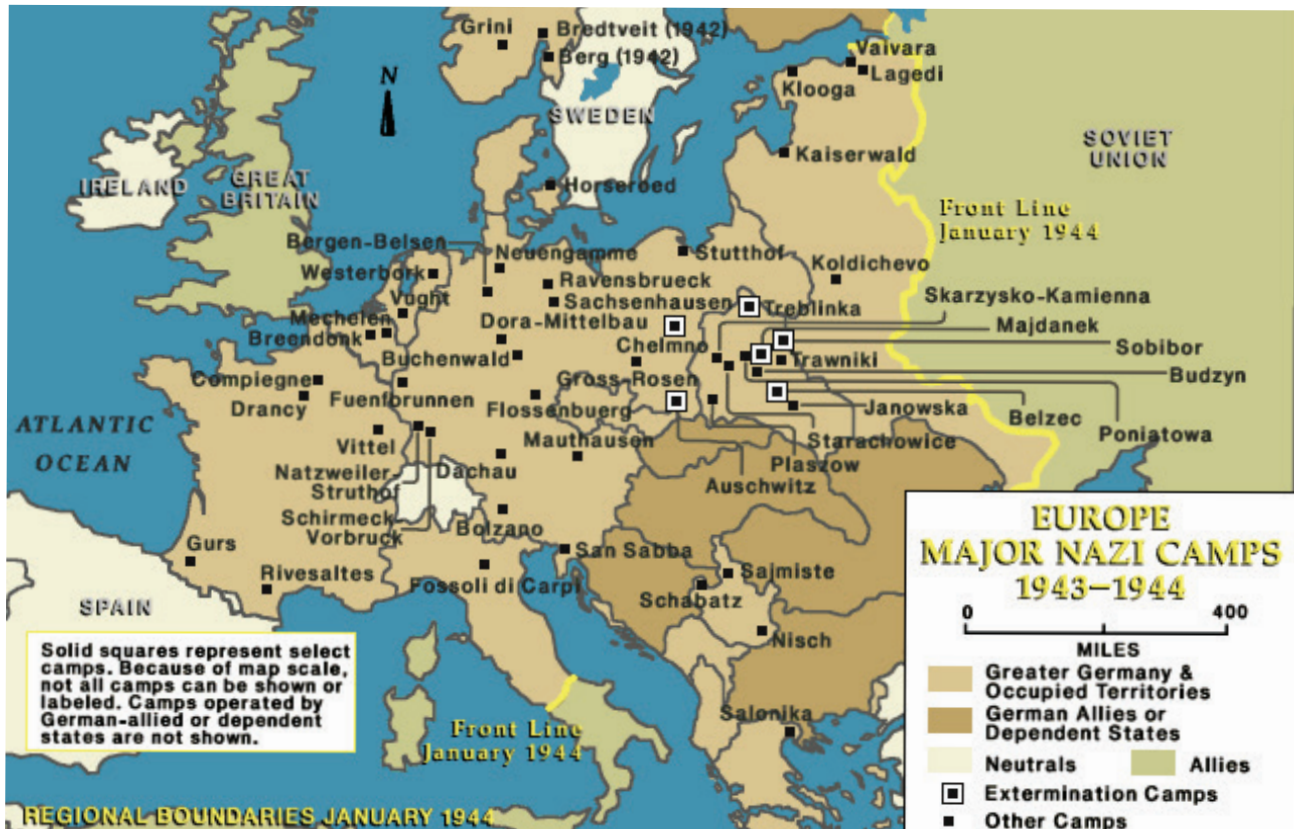 Grini
Bredtveit (1942)
Berg (1942)
Vaivara
Lagedi
Klooga
N
SWEDEN
SOVIET
UNION
Kaiserwald
IRELAND
GREAT
BRITAIN
Horseroed
Front Line
January 1944
Bergen-Belsen
Neuengamme
Stutthof
Koldichevo
Westerbork
Ravensbrueck
Skarzysko-Kamienna
Vught
Sachsenhausen
Treblinka
Mechelen
Dora-Mittelbau
Majdanek
Breendonk
Chelmno
Sobibor
Buchenwald
Trawniki
Budzyn
Compiegne
Gross-Rosen
Drancy
Fuenbrunnen
Flossenbuerg
Janowska
Belzec
ATLANTIC
OCEAN
Vittel
Mauthausen
Starachowice
Poniatowa
Natzweiler-
Struthof
Dachau
Plaszow
Auschwitz
Schirmeck-
Vorbruck
Bolzano
Gurs
San Sabba
Sajmiste
Rivesaltes
Fossoli di Carpi
Schabatz
SPAIN
Nisch
Salonika
Front Line
January 1944
Solid squares represent select
camps. Because of map scale,
not all camps can be shown or
labeled. Camps operated by
German-allied or dependent
states are not shown.
REGIONAL BOUNDARIES JANUARY 1944
EUROPE
MAJOR NAZI CAMPS
1943–1944
0 400
MILES
Greater Germany &
Occupied Territories
German Allies or
Dependent States
Neutrals
Allies
Extermination Camps
Other Camps